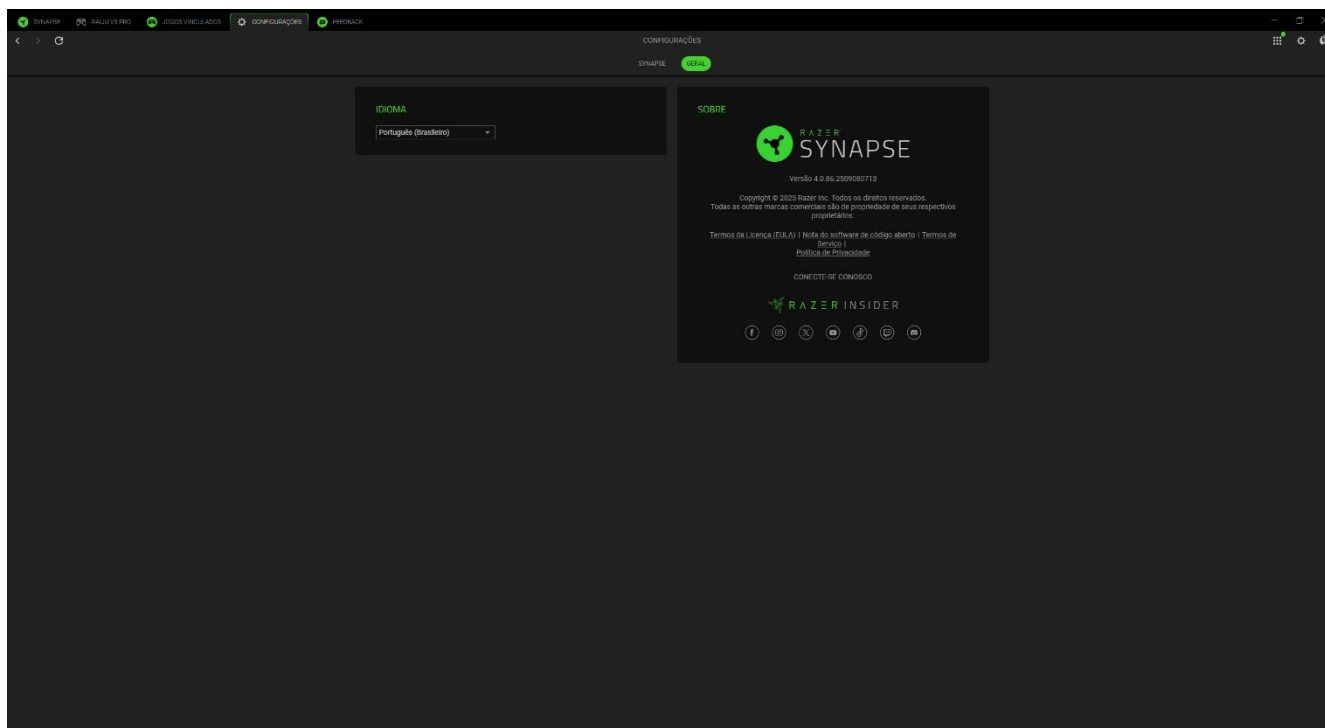 SYNAPSE
RAIJU V3 PRO
JOGOS VINCULADOS
CONFIGURAÇÕES
FEEDBACK
CONFIGURAÇÕES
SYNAPSE
GERAL
IDIOMA
Português (Brasileiro)
SOBRE
RAZER
SYNAPSE
Versão 4.0.86.2509080713
Copyright © 2025 Razer Inc. Todos os direitos reservados.
Todas as outras marcas comerciais são de propriedade de seus respectivos
proprietários.
Termos da Licença (EULA) | Nota do software de código aberto | Termos de
Serviço |
Política de Privacidade
CONECTE-SE CONOSCO
RAZER INSIDER